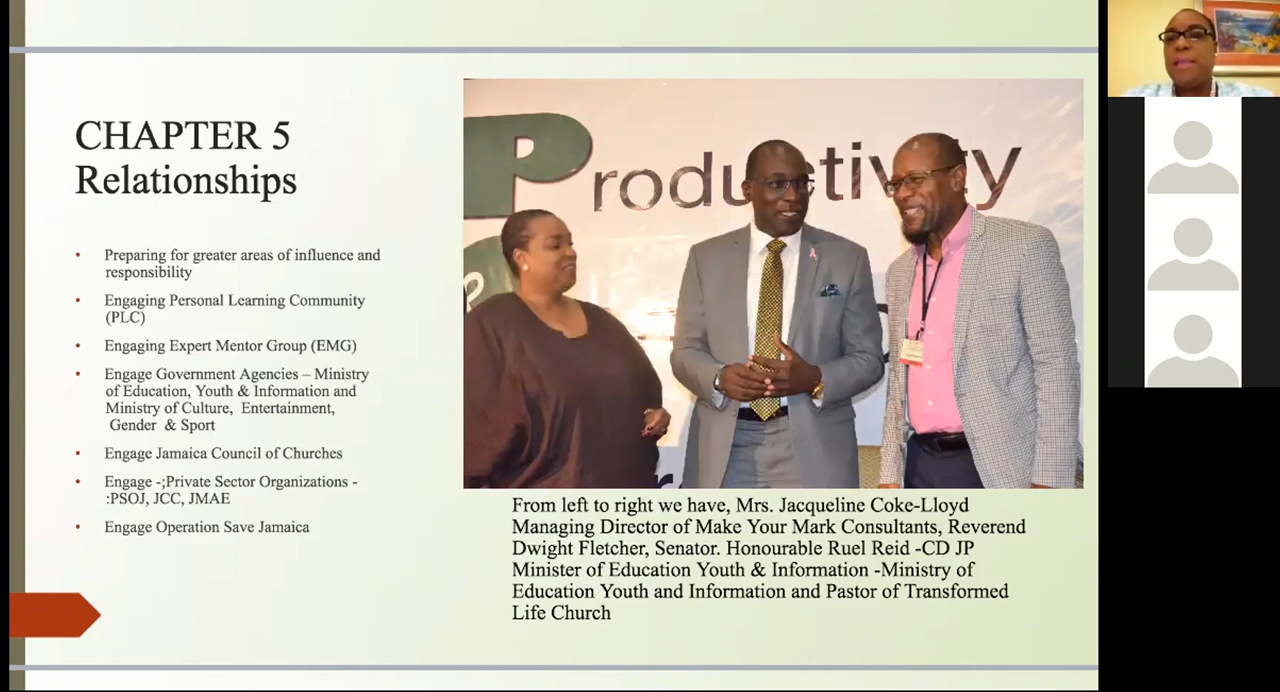 CHAPTER 5
Relationships
• Preparing for greater areas of influence and
responsibility
• Engaging Personal Learning Community
(PLC)
• Engaging Expert Mentor Group (EMG)
• Engage Government Agencies – Ministry
of Education, Youth & Information and
Ministry of Culture, Entertainment,
Gender & Sport
• Engage Jamaica Council of Churches
• Engage -;Private Sector Organizations -
:PSOJ, JCC, JMAE
• Engage Operation Save Jamaica
Productivity
From left to right we have, Mrs. Jacqueline Coke-Lloyd
Managing Director of Make Your Mark Consultants, Reverend
Dwight Fletcher, Senator. Honourable Ruel Reid -CD JP
Minister of Education Youth & Information -Ministry of
Education Youth and Information and Pastor of Transformed
Life Church